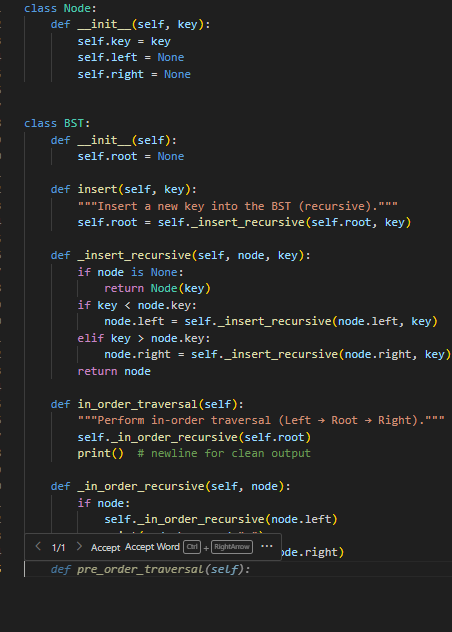 class Node:
    def __init__(self, key):
        self.key = key
        self.left = None
        self.right = None
class BST:
    def __init__(self):
        self.root = None
    def insert(self, key):
        """Insert a new key into the BST (recursive)."""
        self.root = self._insert_recursive(self.root, key)
    def _insert_recursive(self, node, key):
        if node is None:
            return Node(key)
        if key < node.key:
            node.left = self._insert_recursive(node.left, key)
        elif key > node.key:
            node.right = self._insert_recursive(node.right, key)
        return node
    def in_order_traversal(self):
        """Perform in-order traversal (Left → Root → Right)."""
        self._in_order_recursive(self.root)
        print()  # newline for clean output
    def _in_order_recursive(self, node):
        if node:
            self._in_order_recursive(node.left)
1/1 Accept Accept Word Ctrl + RightArrow ···
ode.right)
    def pre_order_traversal(self):